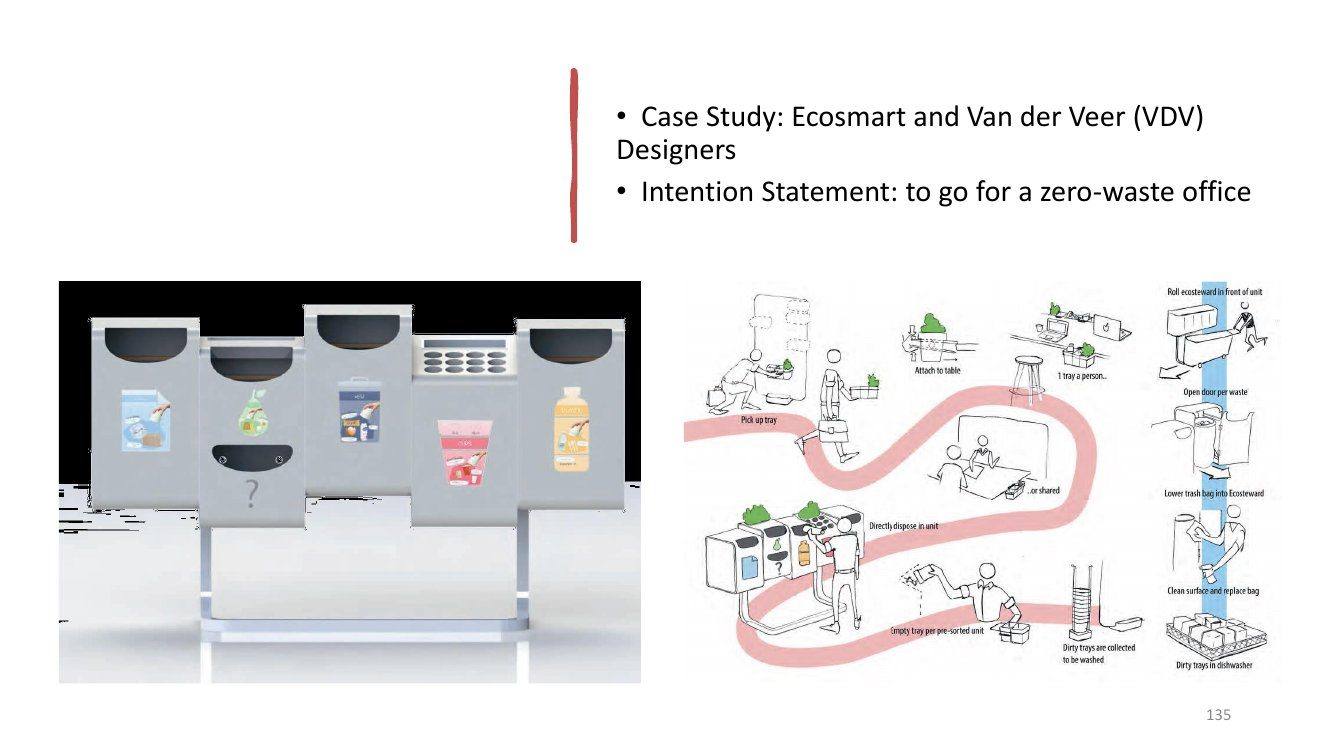 • Case Study: Ecosmart and Van der Veer (VDV)
Designers
• Intention Statement: to go for a zero-waste office
?
Pick up tray
Attach to table
1 tray a person..
..or shared
Directly dispose in unit
?
Empty tray per pre-sorted unit
Dirty trays are collected
to be washed
Roll ecosteward in front of unit
Open door per waste
Lower trash bag into Ecosteward
Clean surface and replace bag
Dirty trays in dishwasher
135